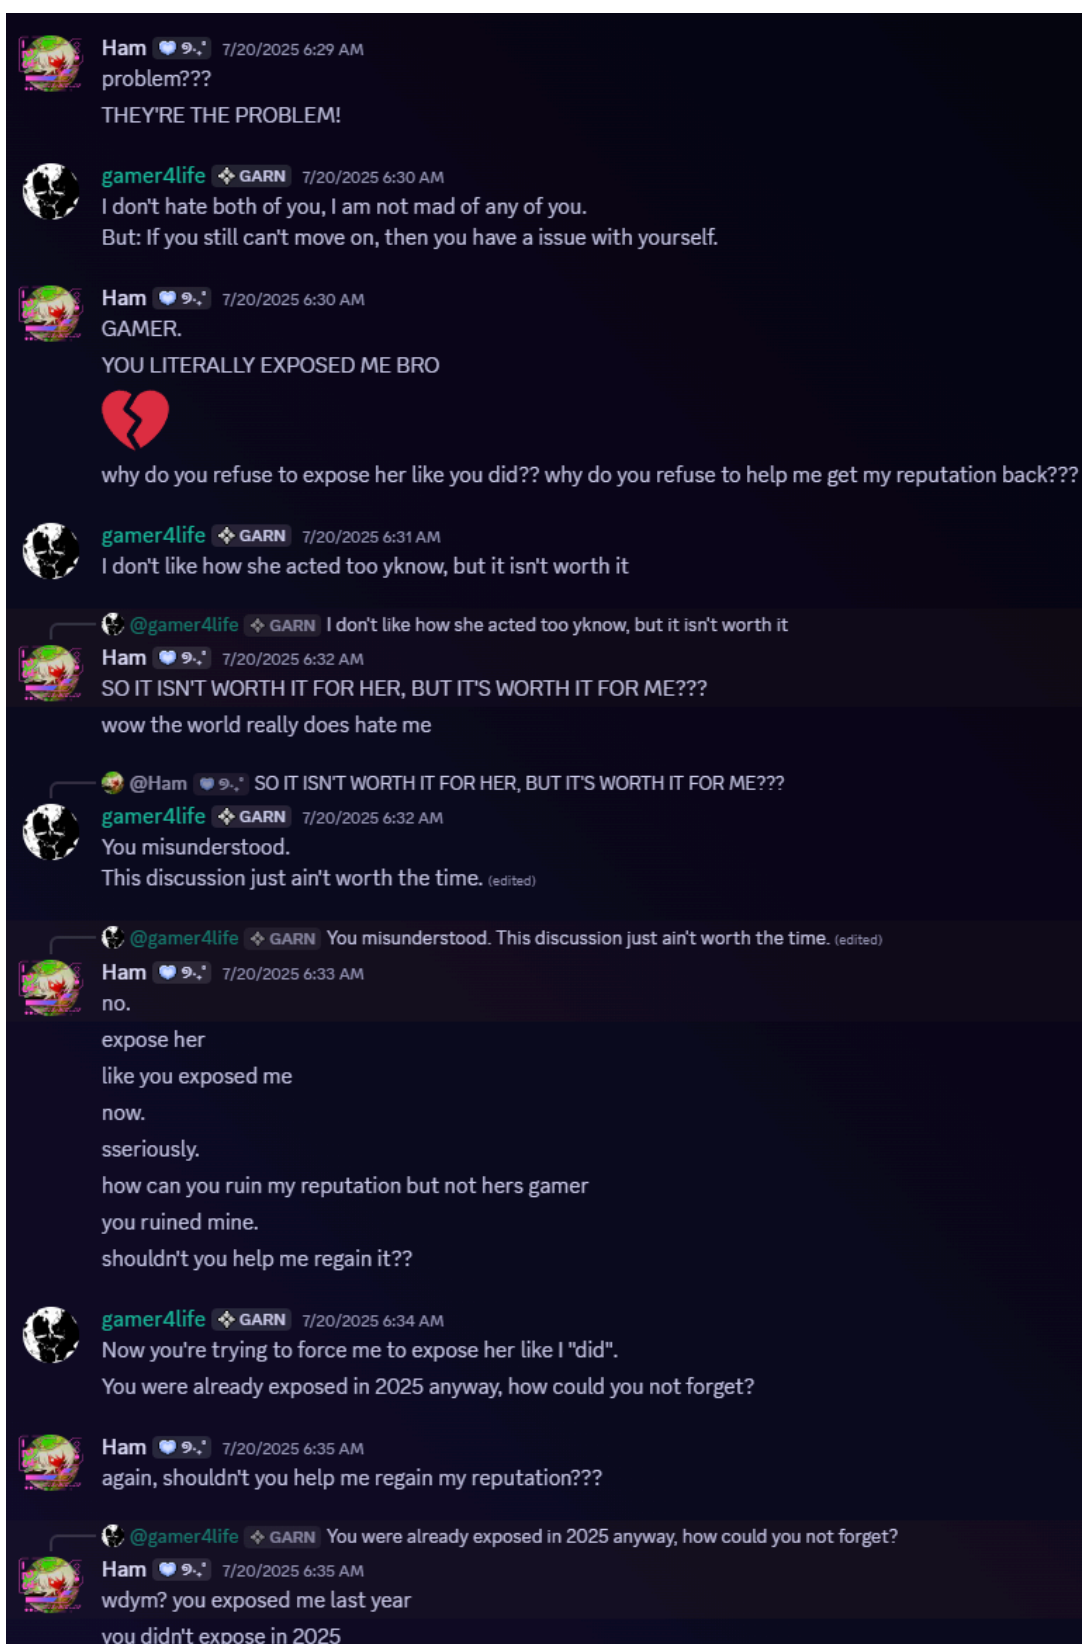 Ham 7/20/2025 6:29 AM
problem???
THEY'RE THE PROBLEM!
gamer4life GARN 7/20/2025 6:30 AM
I don't hate both of you, I am not mad of any of you.
But: If you still can't move on, then you have a issue with yourself.
Ham 7/20/2025 6:30 AM
GAMER.
YOU LITERALLY EXPOSED ME BRO
why do you refuse to expose her like you did?? why do you refuse to help me get my reputation back???
gamer4life GARN 7/20/2025 6:31 AM
I don't like how she acted too yknow, but it isn't worth it
@gamer4life GARN I don't like how she acted too yknow, but it isn't worth it
Ham 7/20/2025 6:32 AM
SO IT ISN'T WORTH IT FOR HER, BUT IT'S WORTH IT FOR ME???
wow the world really does hate me
@Ham SO IT ISN'T WORTH IT FOR HER, BUT IT'S WORTH IT FOR ME???
gamer4life GARN 7/20/2025 6:32 AM
You misunderstood.
This discussion just ain't worth the time. (edited)
@gamer4life GARN You misunderstood. This discussion just ain't worth the time. (edited)
Ham 7/20/2025 6:33 AM
no.
expose her
like you exposed me
now.
sseriously.
how can you ruin my reputation but not hers gamer
you ruined mine.
shouldn't you help me regain it??
gamer4life GARN 7/20/2025 6:34 AM
Now you're trying to force me to expose her like I "did".
You were already exposed in 2025 anyway, how could you not forget?
Ham 7/20/2025 6:35 AM
again, shouldn't you help me regain my reputation???
@gamer4life GARN You were already exposed in 2025 anyway, how could you not forget?
Ham 7/20/2025 6:35 AM
wdym? you exposed me last year
you didn't expose in 2025